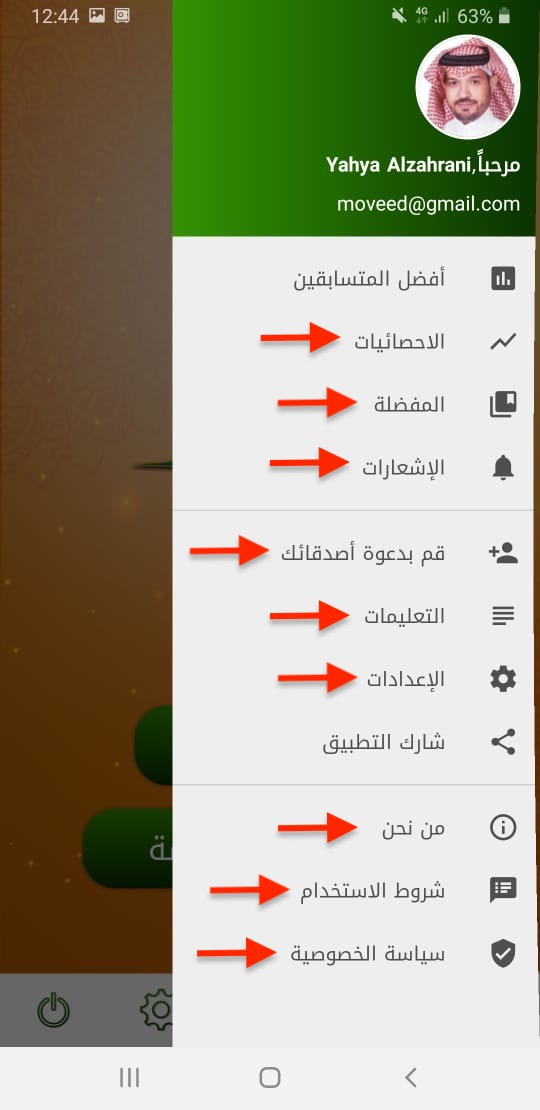 12:44
4G 63%
مرحباً,Yahya Alzahrani
moveed@gmail.com
أفضل المتسابقين
الاحصائيات
المفضلة
الإشعارات
قم بدعوة أصدقائك
التعليمات
الإعدادات
شارك التطبيق
من نحن
شروط الاستخدام
سياسة الخصوصية